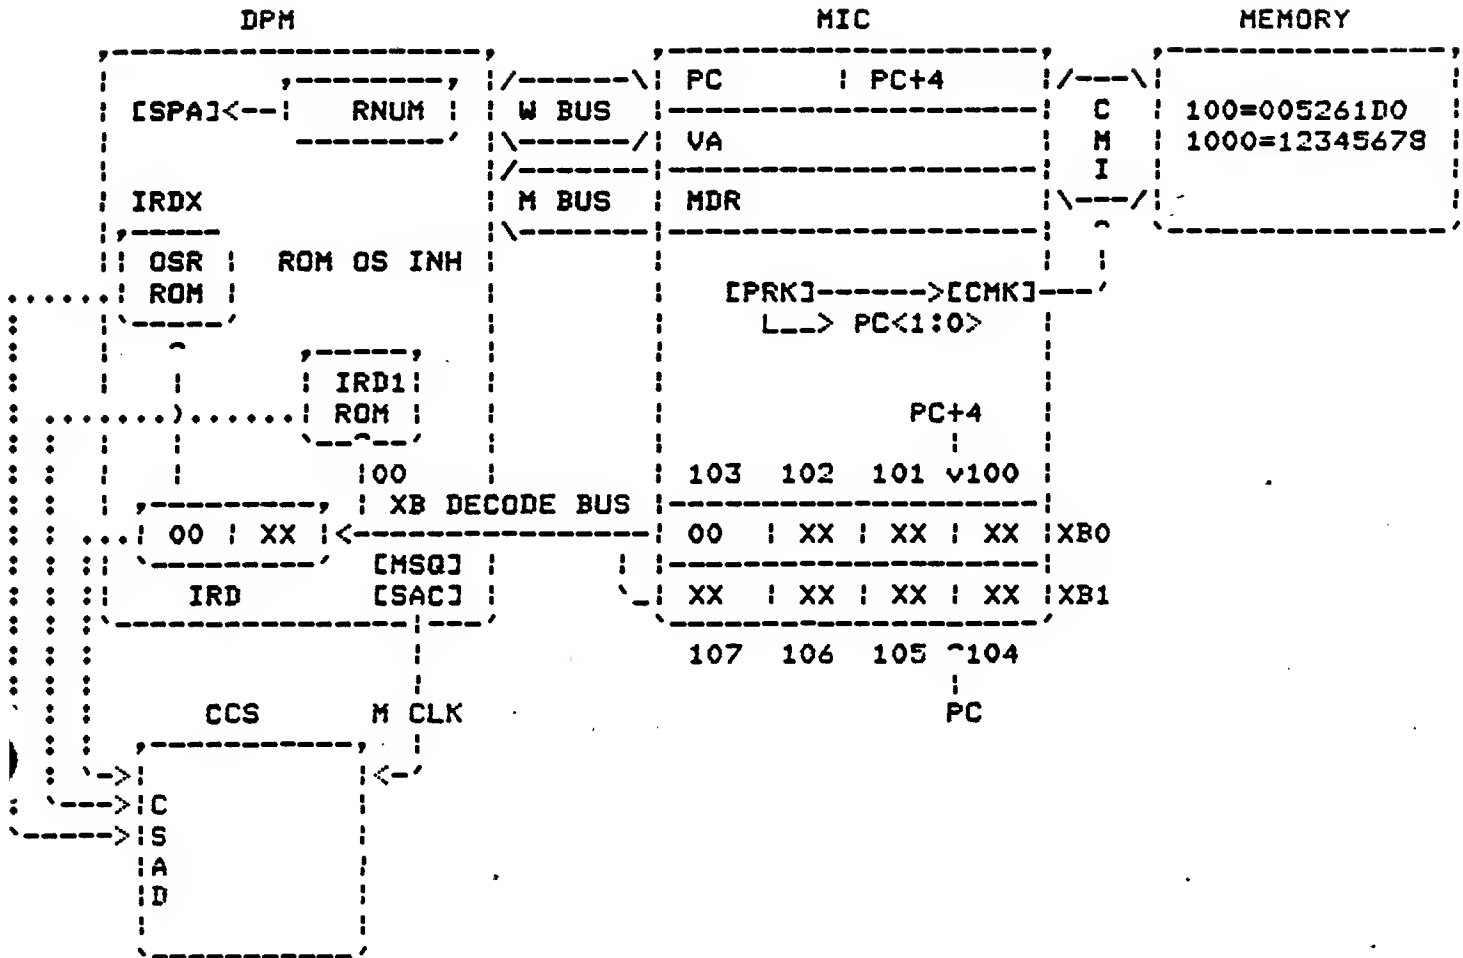 DPM MIC MEMORY
PC PC+4
[SPA]<-- RNUM W BUS C 100=005261D0
VA M 1000=12345678
I
IRDX M BUS MDR
OSR ROM OS INH
ROM [PRK]------>[CMK]
L__> PC<1:0>
IRD1
ROM PC+4
00 103 102 101 v100
XB DECODE BUS
00 XX 00 XX XX XX XB0
[MSQ]
IRD [SAC] XX XX XX XX XB1
107 106 105 ^104
CCS M CLK PC
C
S
A
D